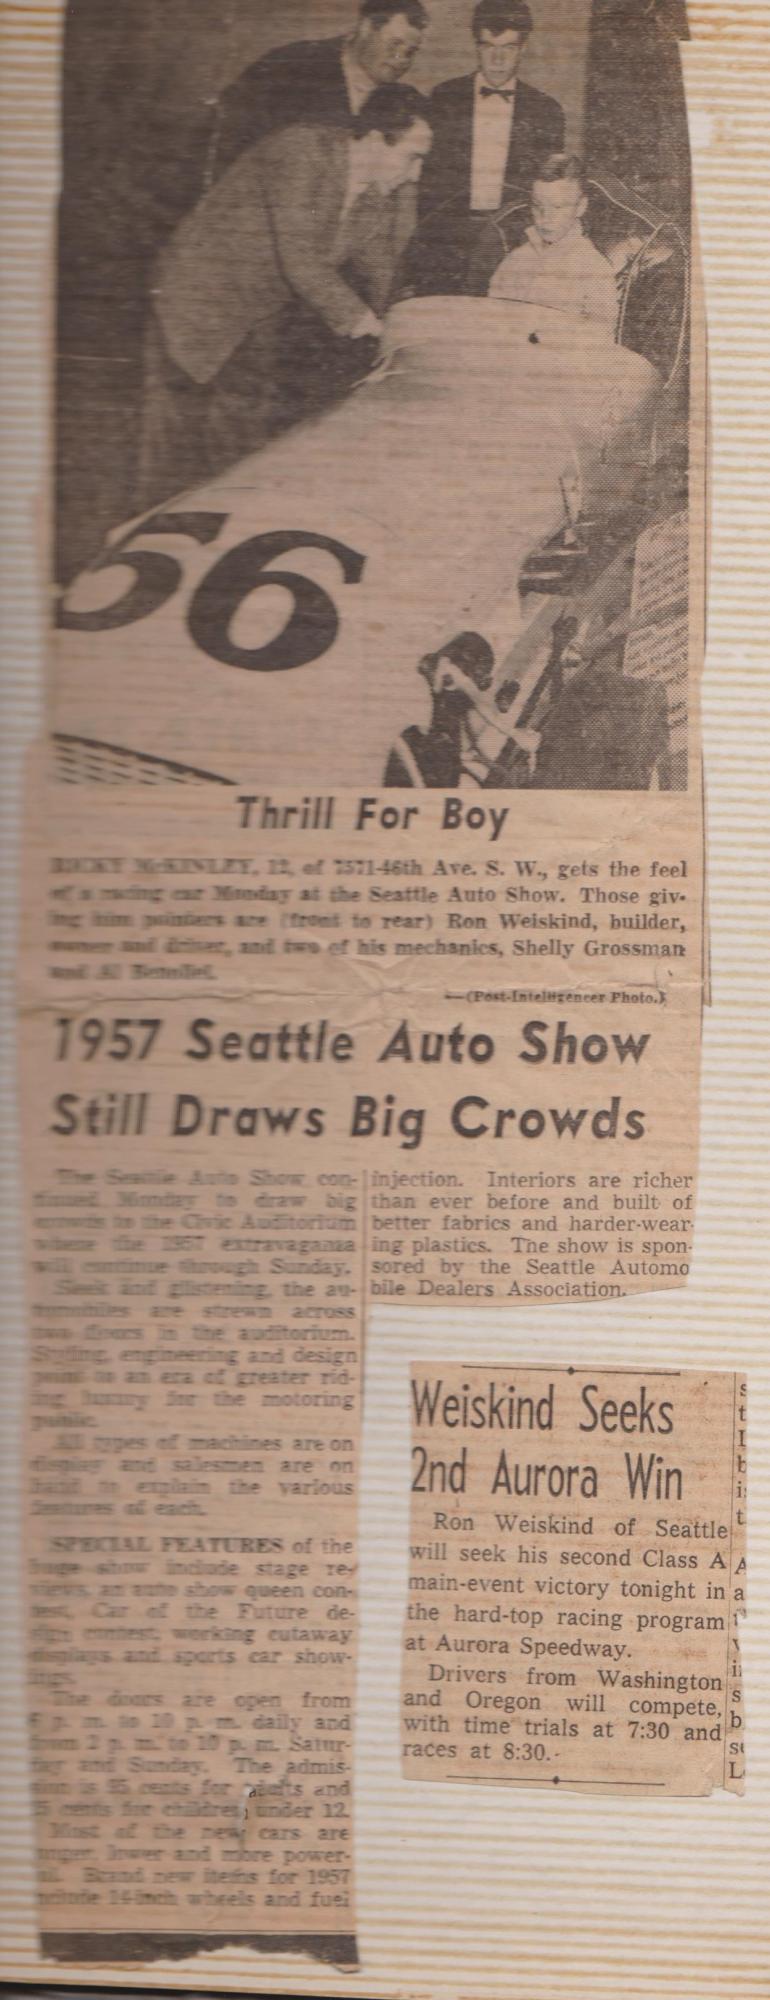 56
Thrill For Boy
RICKY McKINLEY, 12, of 7571-46th Ave. S. W., gets the feel
of a racing car Monday at the Seattle Auto Show. Those giv-
ing him pointers are (front to rear) Ron Weiskind, builder,
owner and driver, and two of his mechanics, Shelly Grossman
and Al
—(Post-Intelligencer Photo.)
1957 Seattle Auto Show
Still Draws Big Crowds
The Seattle Auto Show con-
tinued Monday to draw big
crowds to the Civic Auditorium
where the 1957 extravaganza
will continue through Sunday.
Sleek and glistening, the au-
tomobiles are strewn across
two floors in the auditorium.
Styling, engineering and design
point to an era of greater rid-
ing luxury for the motoring
public.
All types of machines are on
display and salesmen are on
hand to explain the various
features of each.
SPECIAL FEATURES of the
huge show include stage re-
views, an auto show queen con-
test, Car of the Future de-
sign contest, working cutaway
displays and sports car show-
ings.
The doors are open from
p. m. to 10 p. m. daily and
from 2 p. m. to 10 p. m. Satur-
day and Sunday. The admis-
sion is 95 cents for adults and
cents for children under 12.
Most of the new cars are
longer, lower and more power-
ful. Brand new items for 1957
include 14-inch wheels and fuel
injection. Interiors are richer
than ever before and built of
better fabrics and harder-wear-
ing plastics. The show is spon-
sored by the Seattle Automo
bile Dealers Association.
Weiskind Seeks
2nd Aurora Win
Ron Weiskind of Seattle
will seek his second Class A
main-event victory tonight in
the hard-top racing program
at Aurora Speedway.
Drivers from Washington
and Oregon will compete,
with time trials at 7:30 and
races at 8:30.